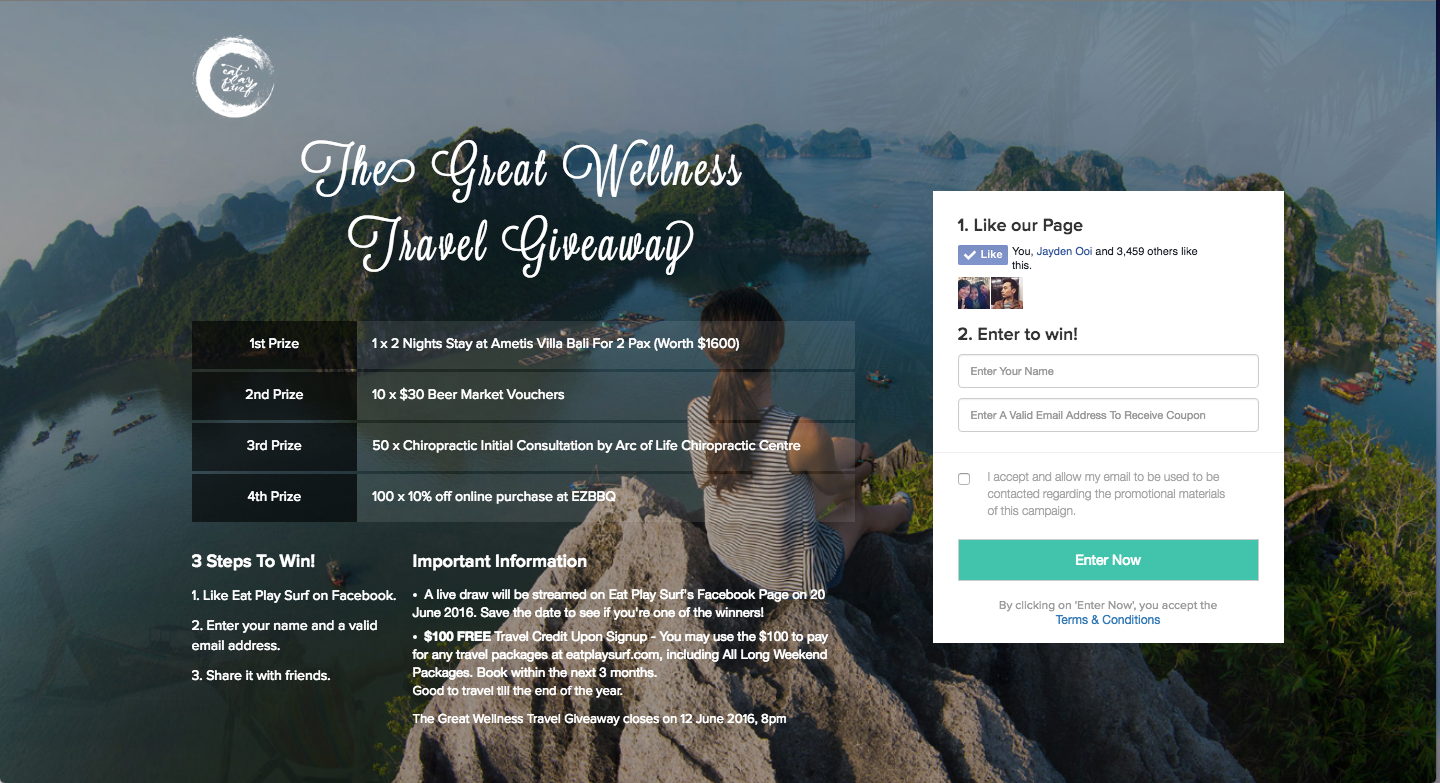 eat
play
surf
The Great Wellness
Travel Giveaway
1st Prize
1 x 2 Nights Stay at Ametis Villa Bali For 2 Pax (Worth $1600)
2nd Prize
10 x $30 Beer Market Vouchers
3rd Prize
50 x Chiropractic Initial Consultation by Arc of Life Chiropractic Centre
4th Prize
100 x 10% off online purchase at EZBBQ
3 Steps To Win!
1. Like Eat Play Surf on Facebook.
2. Enter your name and a valid
email address.
3. Share it with friends.
Important Information
• A live draw will be streamed on Eat Play Surf's Facebook Page on 20
June 2016. Save the date to see if you're one of the winners!
• $100 FREE Travel Credit Upon Signup - You may use the $100 to pay
for any travel packages at eatplaysurf.com, including All Long Weekend
Packages. Book within the next 3 months.
Good to travel till the end of the year.
The Great Wellness Travel Giveaway closes on 12 June 2016, 8pm
1. Like our Page
Like
You, Jayden Ooi and 3,459 others like
this.
2. Enter to win!
Enter Your Name
Enter A Valid Email Address To Receive Coupon
I accept and allow my email to be used to be
contacted regarding the promotional materials
of this campaign.
Enter Now
By clicking on 'Enter Now', you accept the
Terms & Conditions